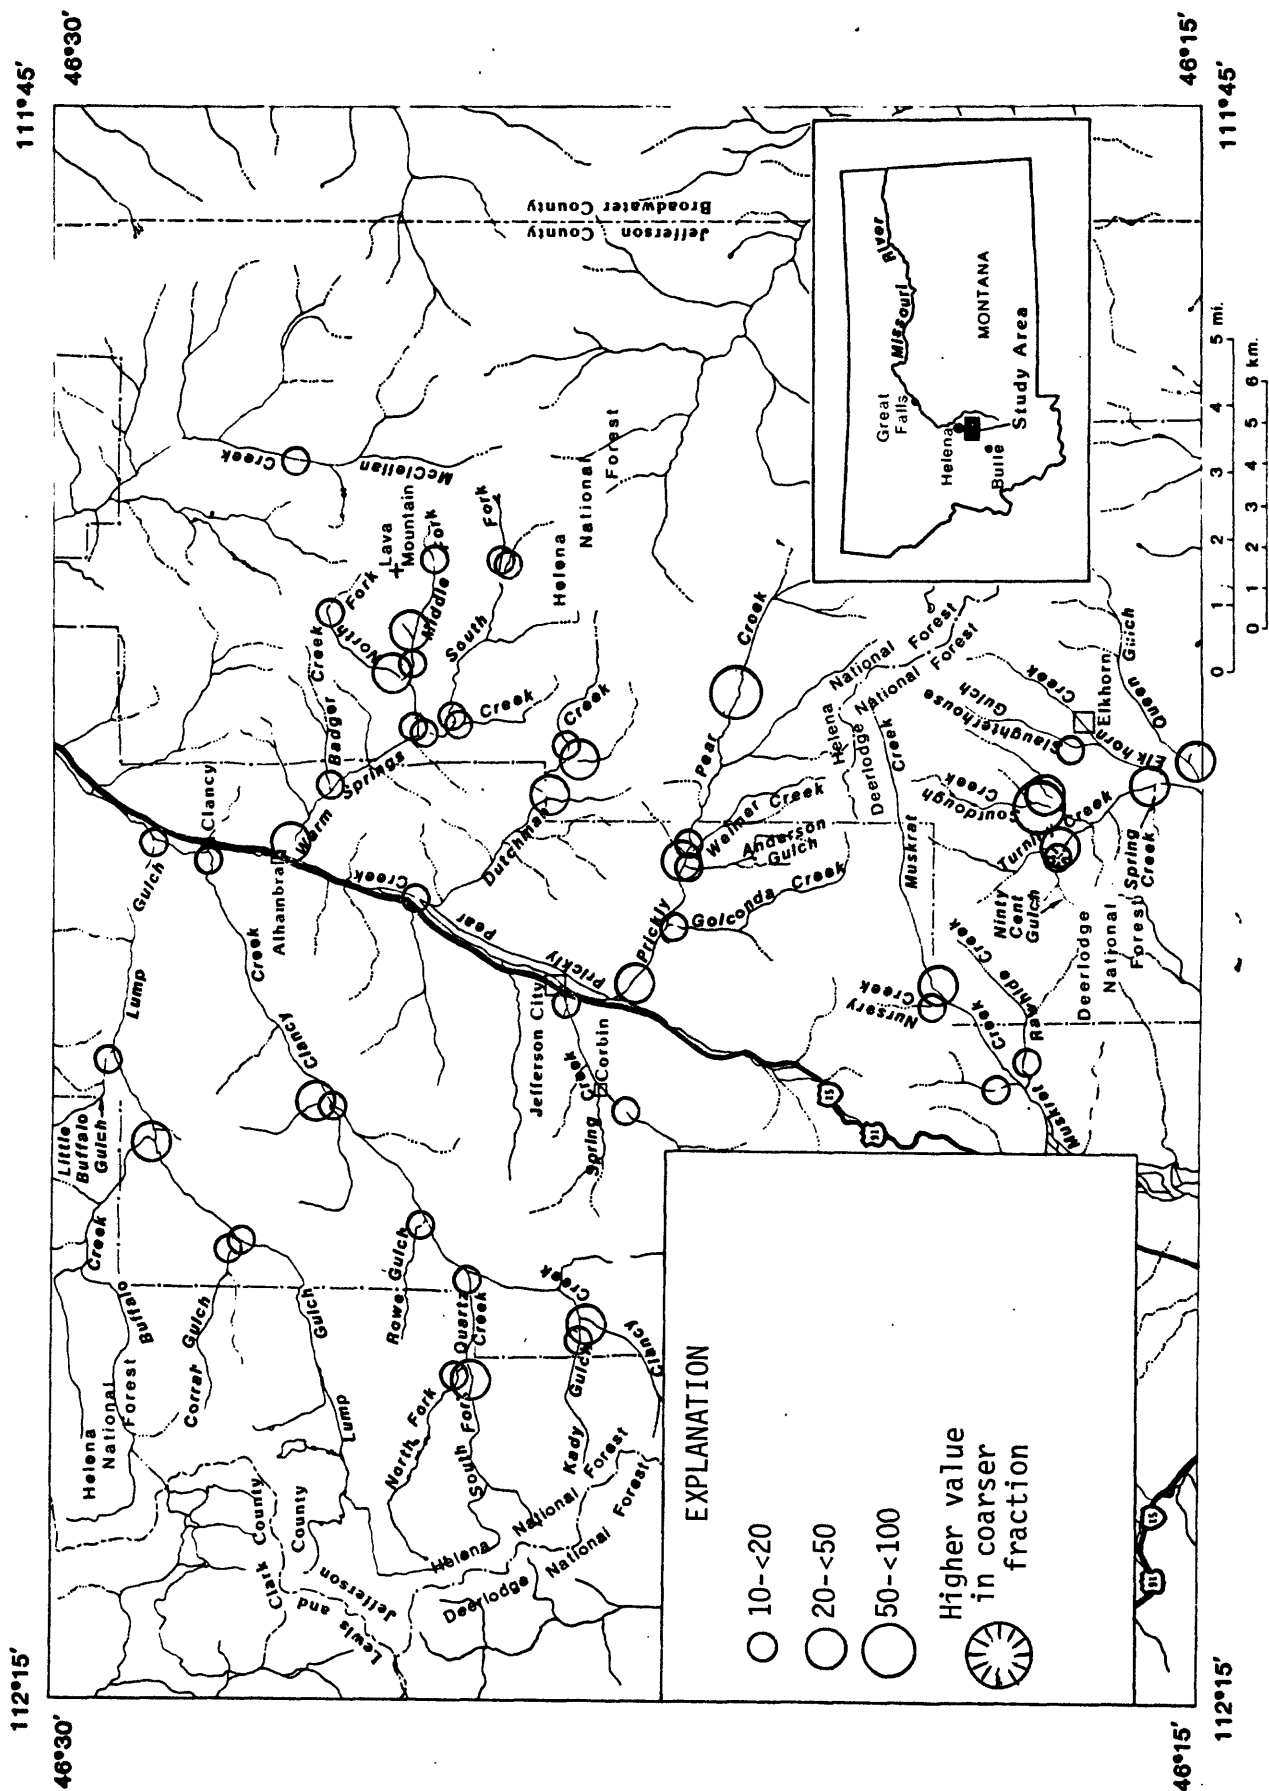 112°15'
111°45'
46°30'
46°30'
46°15'
46°15'
112°15'
111°45'
Helena
National
Forest
Buffalo
Creek
Little
Buffalo
Gulch
Lump
Gulch
Corral
Gulch
Lump
Gulch
Clark
County
County
Jefferson
Lewis and
Clancy
Creek
Clancy
Alhambra
Rowe Gulch
Quartz
Creek
North Fork
South Fork
Kady
Gulch
Clancy
Creek
Helena National Forest
Deerlodge National Forest
Warm
Springs
Creek
Badger
Creek
North
Fork
Middle
Fork
South
Fork
Lava
Mountain
McClellan
Creek
Helena
National
Forest
Jefferson County
Broadwater County
Dutchman
Creek
Prickly
Pear
Creek
Jefferson City
Corbin
Spring
Creek
Prickly
Pear
Creek
Golconda Creek
Anderson
Gulch
Weimer Creek
Helena
National Forest
Deerlodge
National Forest
Muskrat
Creek
Nursery
Creek
Rawhide Creek
Muskrat
Creek
Ninty
Cent
Gulch
Deerlodge
National
Forest
Spring
Creek
Turnley Creek
Sourdough
Creek
Slaughterhouse
Gulch
Elkhorn
Creek
Elkhorn
Queen
Gulch
15
91
91
15
Great
Falls
Missouri
River
Helena
Butte
MONTANA
Study Area
0 1 2 3 4 5 mi.
0 1 2 3 4 5 6 km.
EXPLANATION
10-<20
20-<50
50-<100
Higher value
in coarser
fraction